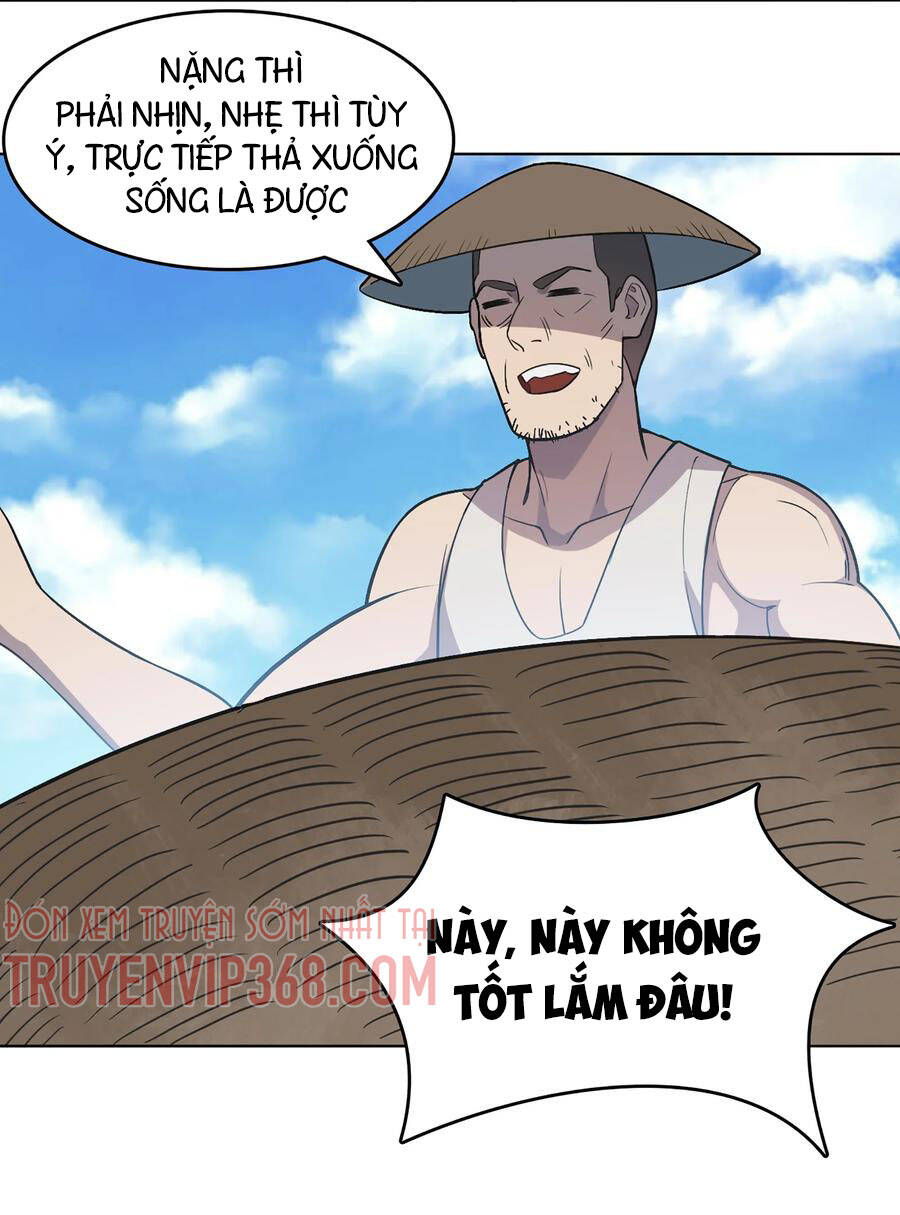 NẶNG THÌ
PHẢI NHỊN, NHẸ THÌ TÙY
Ý, TRỰC TIẾP THẢ XUỐNG
SÔNG LÀ ĐƯỢC
ĐÓN XEM TRUYỆN SỚM NHẤT TẠI
TRUYENVIP368.COM
NÀY, NÀY KHÔNG
TỐT LẮM ĐÂU!